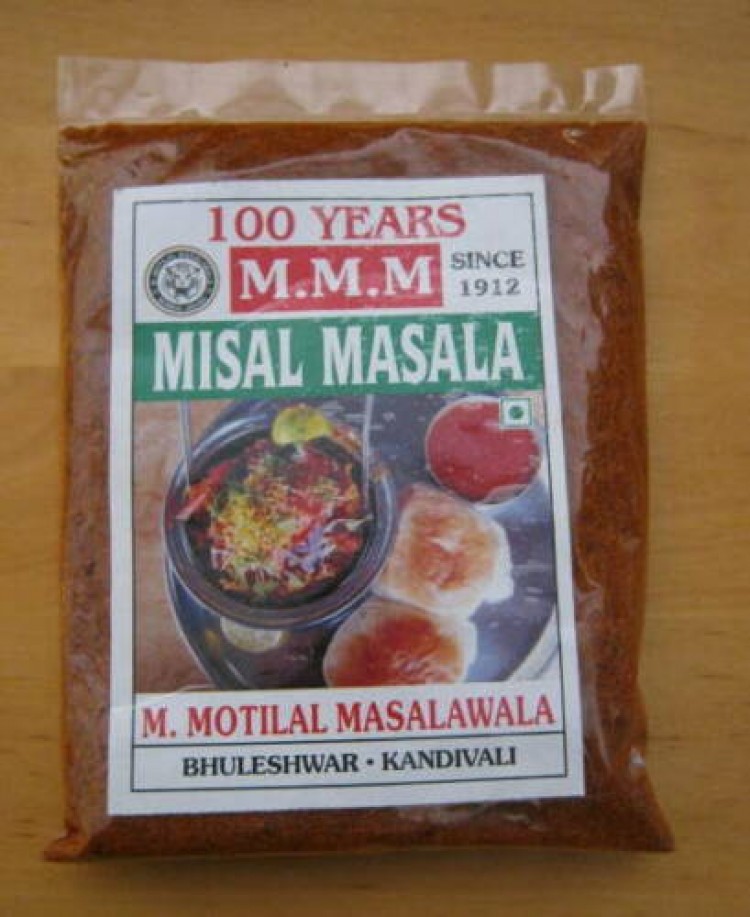 100 YEARS
M.M.M
SINCE
1912
MISAL MASALA
M. MOTILAL MASALAWALA
BHULESHWAR • KANDIVALI